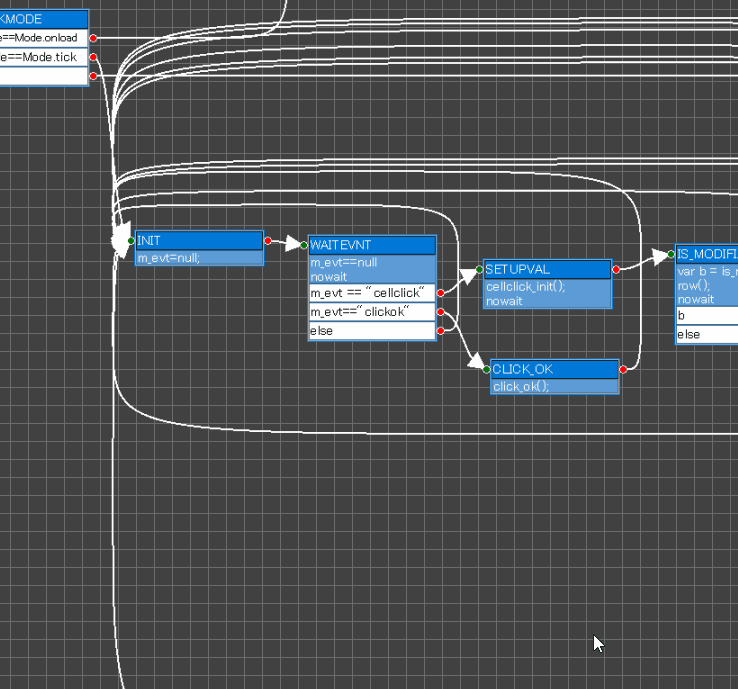 KMODE
e==Mode.onload
e==Mode.tick
INIT
m_evt=null;
WAITEVNT
m_evt==null
nowait
m_evt == "cellclick"
m_evt=="clickok"
else
SETUPVAL
cellclick_init();
nowait
CLICK_OK
click_ok();
IS_MODIFI
var b = is_r
row();
nowait
b
else